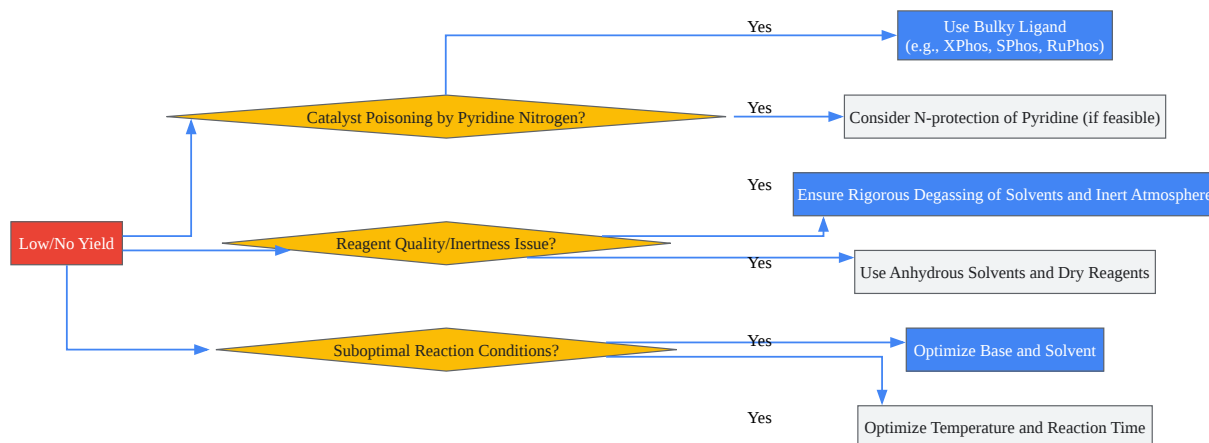 Yes
Use Bulky Ligand
(e.g., XPhos, SPhos, RuPhos)
Catalyst Poisoning by Pyridine Nitrogen?
Yes
Consider N-protection of Pyridine (if feasible)
Yes
Ensure Rigorous Degassing of Solvents and Inert Atmosphere
Low/No Yield
Reagent Quality/Inertness Issue?
Yes
Use Anhydrous Solvents and Dry Reagents
Suboptimal Reaction Conditions?
Yes
Optimize Base and Solvent
Yes
Optimize Temperature and Reaction Time